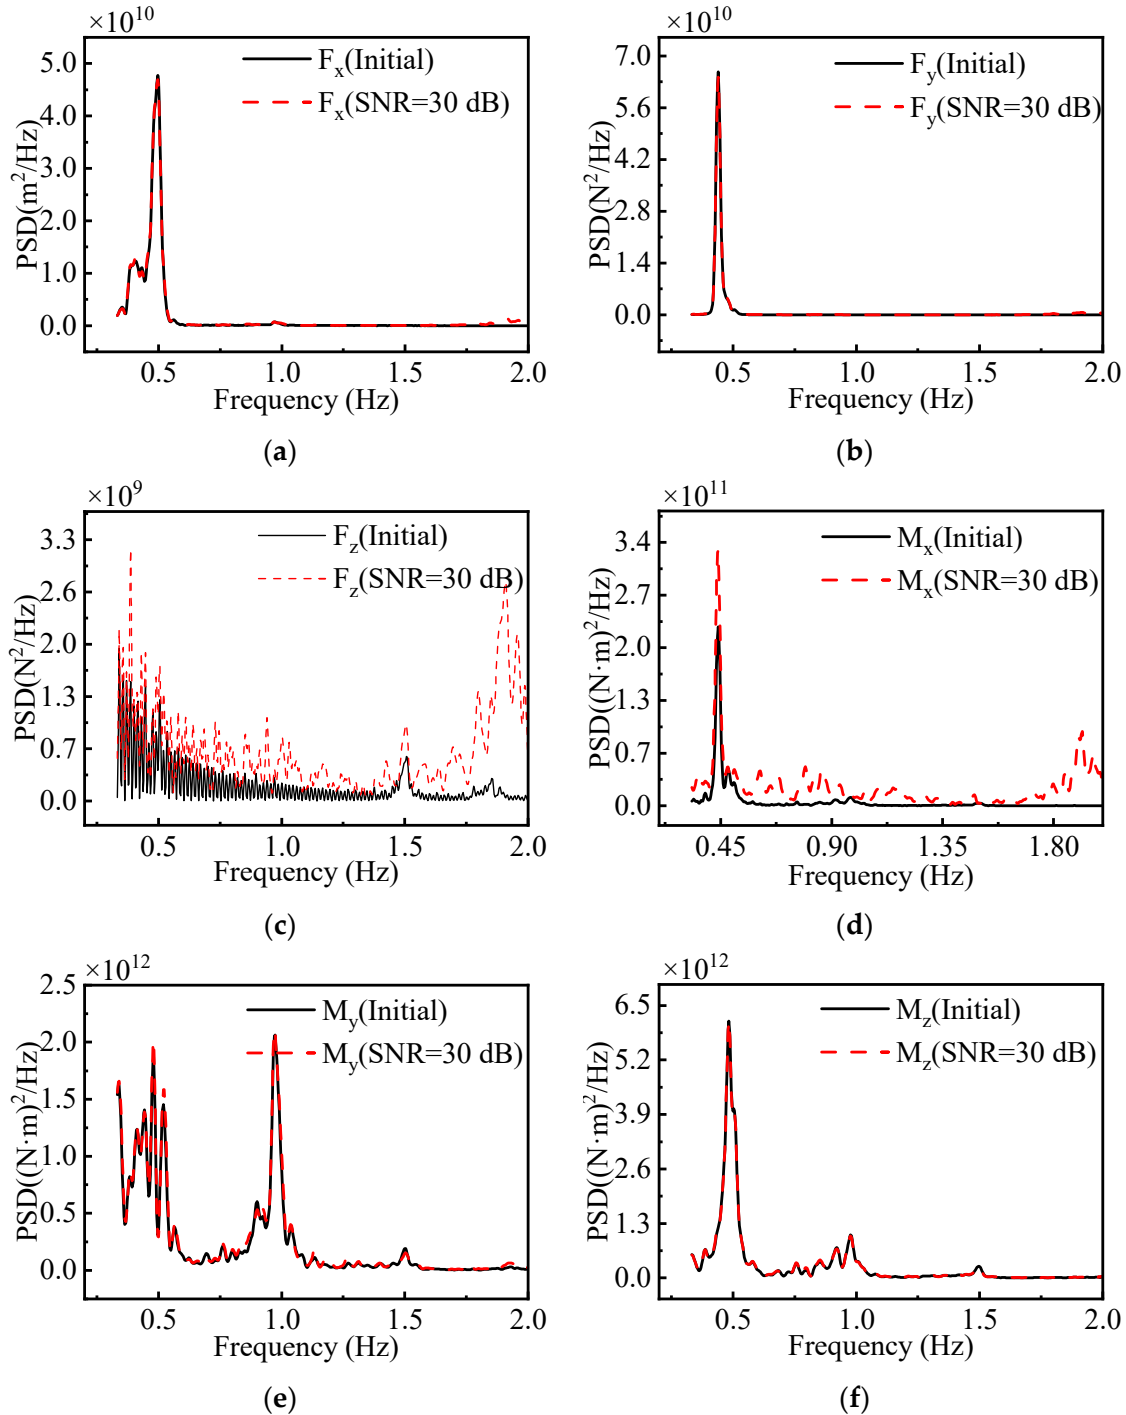 ×10^10
5.0
4.0
3.0
2.0
1.0
0.0
PSD(m²/Hz)
F_x(Initial)
F_x(SNR=30 dB)
0.5 1.0 1.5 2.0
Frequency (Hz)
(a)
×10^10
7.0
5.6
4.2
2.8
1.4
0.0
PSD(N²/Hz)
F_y(Initial)
F_y(SNR=30 dB)
0.5 1.0 1.5 2.0
Frequency (Hz)
(b)
×10^9
3.3
2.6
2.0
1.3
0.7
0.0
PSD(N²/Hz)
F_z(Initial)
F_z(SNR=30 dB)
0.5 1.0 1.5 2.0
Frequency (Hz)
(c)
×10^11
3.4
2.7
2.0
1.4
0.7
0.0
PSD((N·m)²/Hz)
M_x(Initial)
M_x(SNR=30 dB)
0.45 0.90 1.35 1.80
Frequency (Hz)
(d)
×10^12
2.5
2.0
1.5
1.0
0.5
0.0
PSD((N·m)²/Hz)
M_y(Initial)
M_y(SNR=30 dB)
0.5 1.0 1.5 2.0
Frequency (Hz)
(e)
×10^12
6.5
5.2
3.9
2.6
1.3
0.0
PSD((N·m)²/Hz)
M_z(Initial)
M_z(SNR=30 dB)
0.5 1.0 1.5 2.0
Frequency (Hz)
(f)